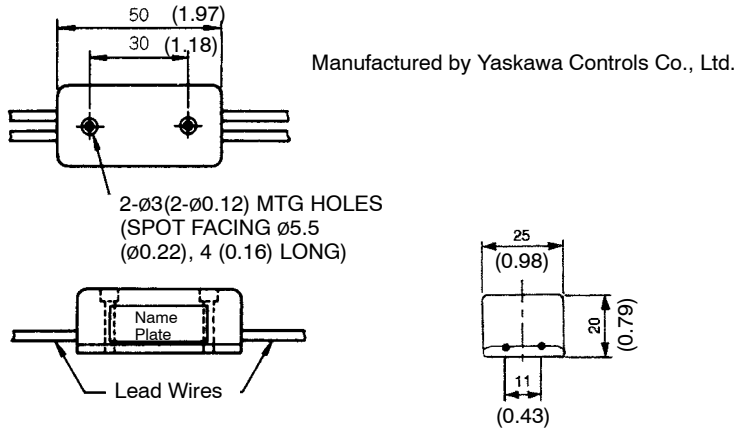 50 (1.97)
30 (1.18)
Manufactured by Yaskawa Controls Co., Ltd.
2-ø3(2-ø0.12) MTG HOLES
(SPOT FACING ø5.5
(ø0.22), 4 (0.16) LONG)
25
(0.98)
Name
Plate
20
(0.79)
Lead Wires
11
(0.43)